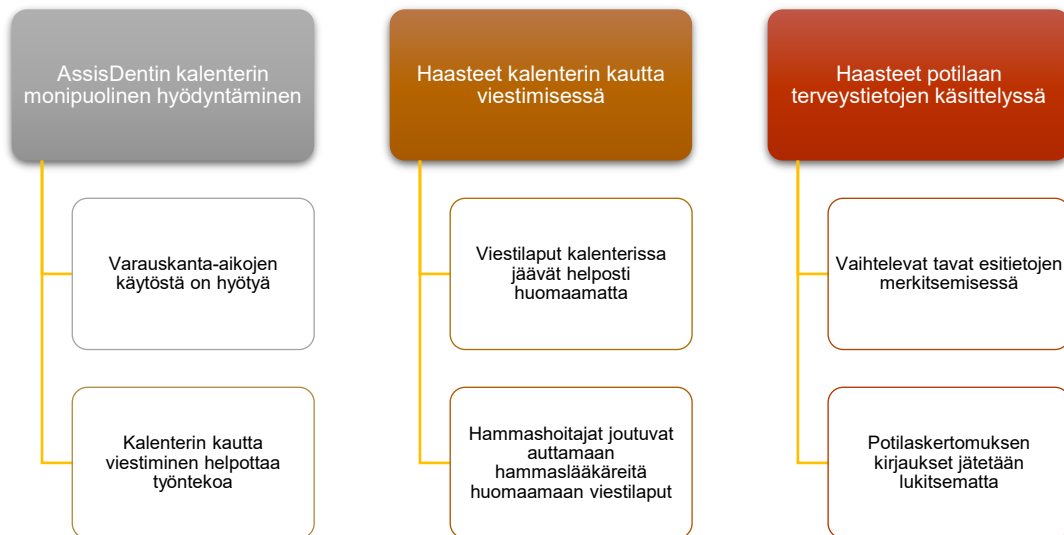 AssisDentin kalenterin
monipuolinen hyödyntäminen
Varauskanta-aikojen
käytöstä on hyötyä
Kalenterin kautta
viestiminen helpottaa
työntekoa
Haasteet kalenterin kautta
viestimisessä
Viestilaput kalenterissa
jäävät helposti
huomaamatta
Hammashoitajat joutuvat
auttamaan
hammaslääkäreitä
huomaamaan viestilaput
Haasteet potilaan
terveystietojen käsittelyssä
Vaihtelevat tavat esitietojen
merkitsemisessä
Potilaskertomuksen
kirjaukset jätetään
lukitsematta